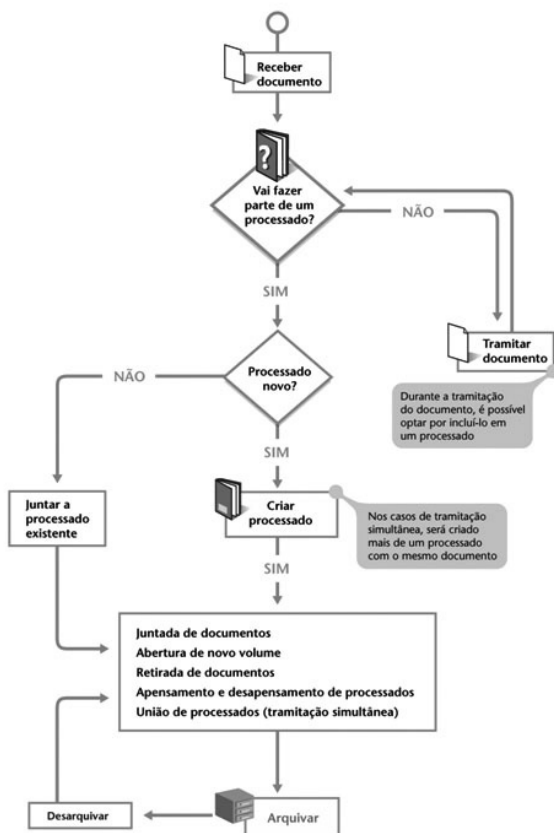 Receber
documento
?
Vai fazer
parte de um
processado?
NÃO
SIM
Tramitar
documento
Durante a tramitação
do documento, é possível
optar por incluí-lo em
um processado
Processado
novo?
NÃO
SIM
Juntar a
processado
existente
Criar
processado
Nos casos de tramitação
simultânea, será criado
mais de um processado
com o mesmo documento
SIM
Juntada de documentos
Abertura de novo volume
Retirada de documentos
Apensamento e desapensamento de processados
União de processados (tramitação simultânea)
Desarquivar
Arquivar